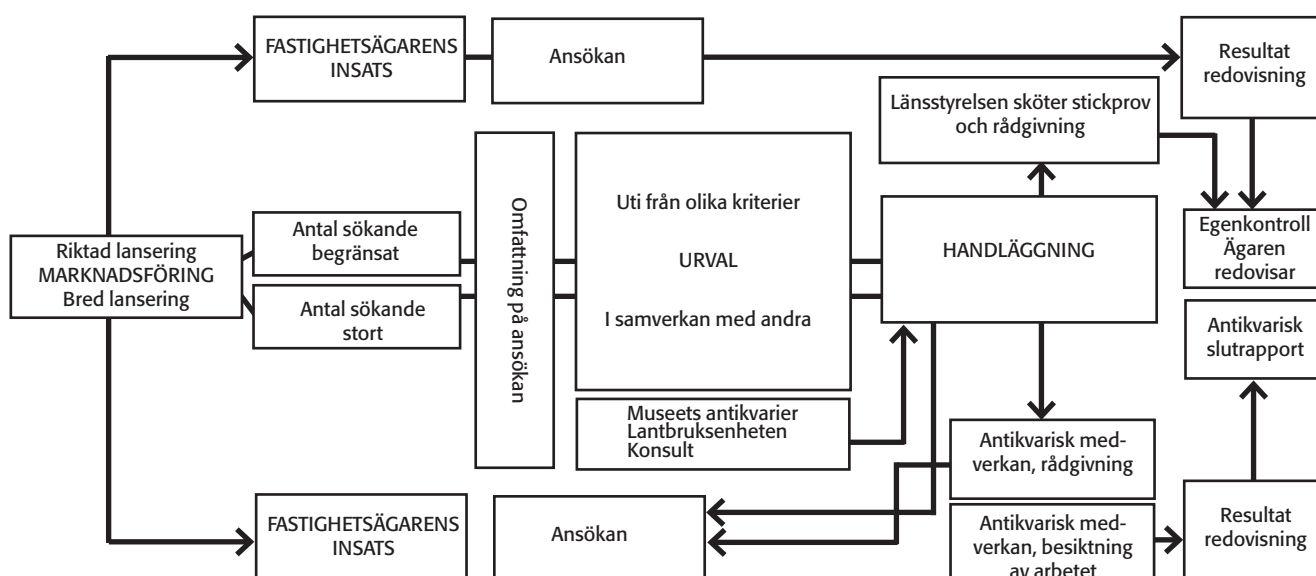 FASTIGHETSÄGARENS
INSATS
Ansökan
Resultat
redovisning
Länsstyrelsen sköter stickprov
och rådgivning
Riktad lansering
MARKNADSFÖRING
Bred lansering
Antal sökande
begränsat
Antal sökande
stort
Omfattning på ansökan
Uti från olika kriterier
URVAL
I samverkan med andra
HANDLÄGGNING
Egenkontroll
Ägaren
redovisar
Antikvarisk
slutrapport
Museets antikvarier
Lantbruksenheten
Konsult
Antikvarisk med-
verkan, rådgivning
FASTIGHETSÄGARENS
INSATS
Ansökan
Antikvarisk med-
verkan, besiktning
av arbetet
Resultat
redovisning